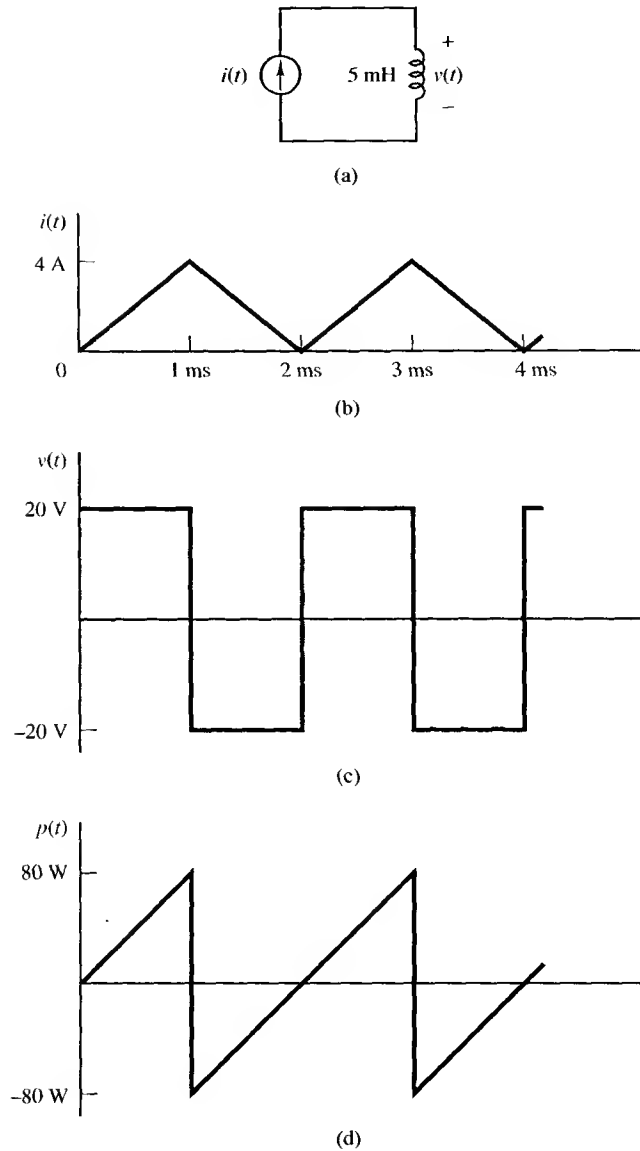 +
i(t) 5 mH v(t)
−
(a)
i(t)
4 A
0 1 ms 2 ms 3 ms 4 ms
(b)
v(t)
20 V
−20 V
(c)
p(t)
80 W
−80 W
(d)